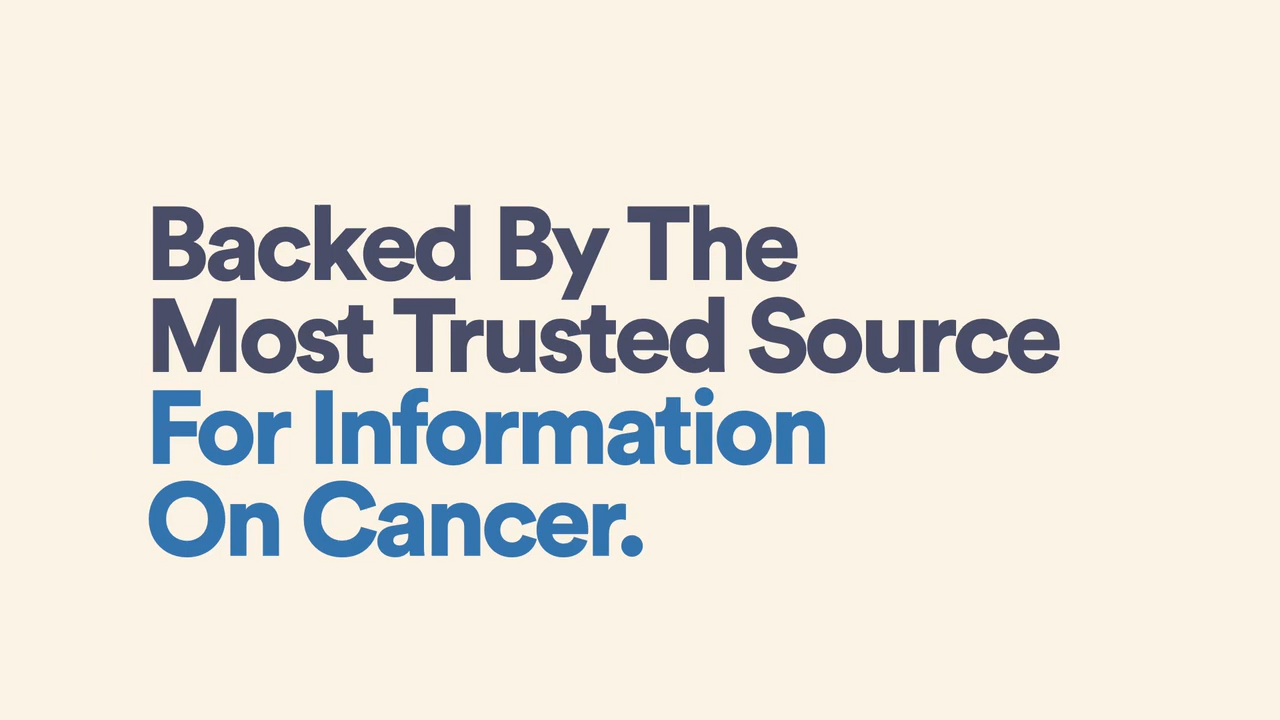 Backed By The
Most Trusted Source
For Information
On Cancer.